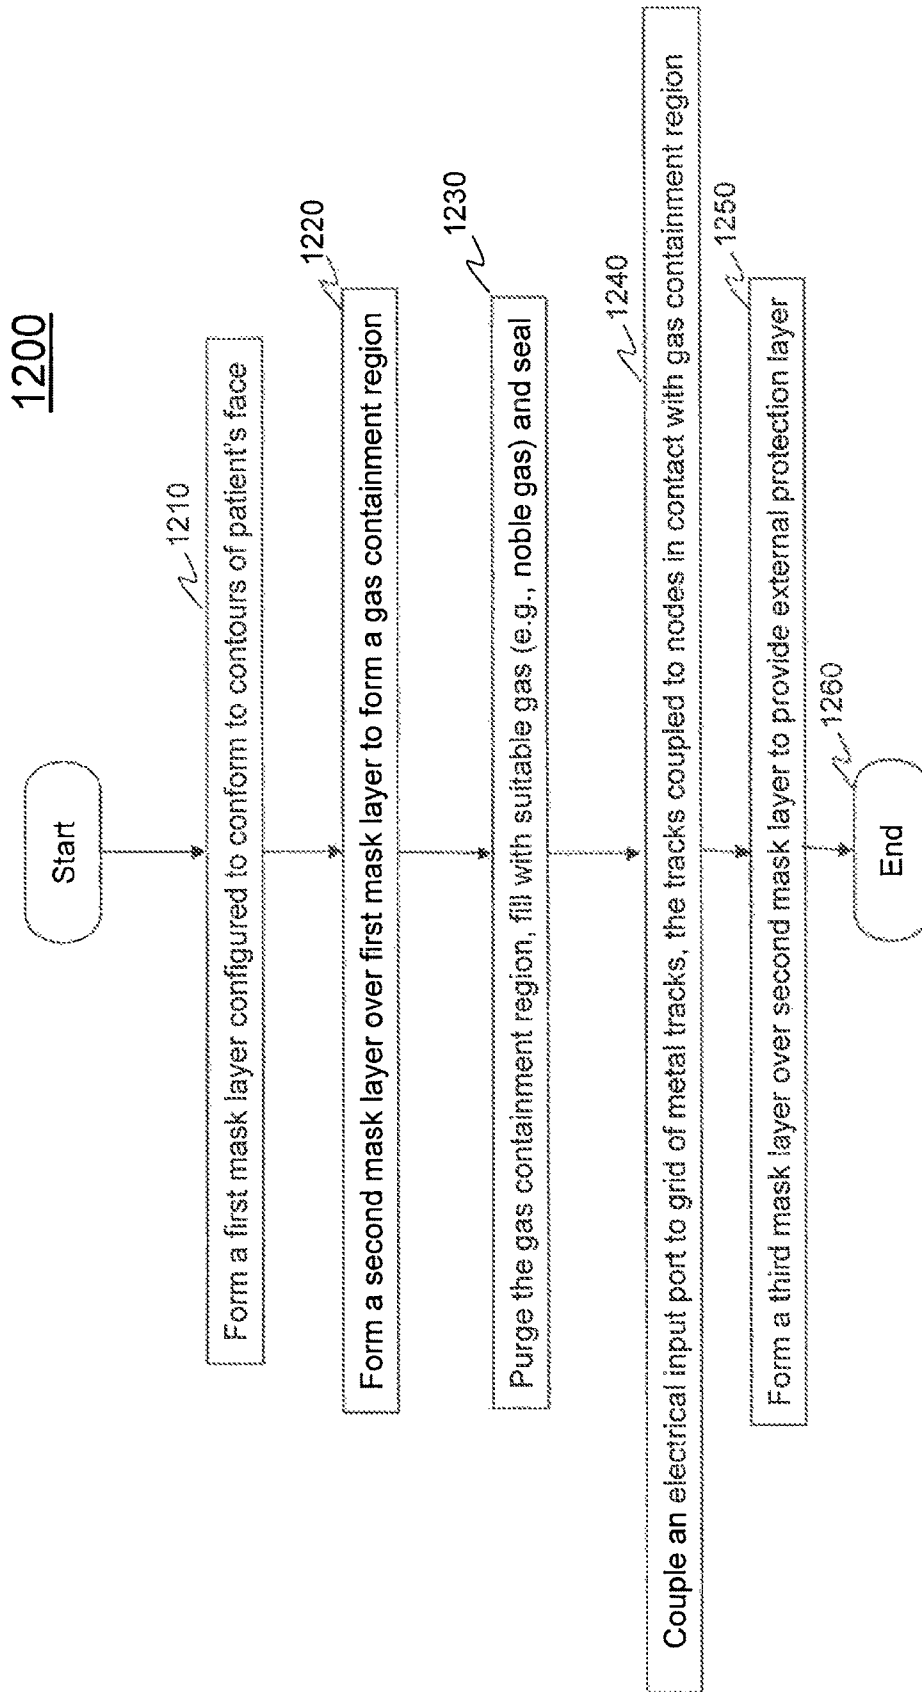 1200
Start
1210
Form a first mask layer configured to conform to contours of patient's face
1220
Form a second mask layer over first mask layer to form a gas containment region
1230
Purge the gas containment region, fill with suitable gas (e.g., noble gas) and seal
1240
Couple an electrical input port to grid of metal tracks, the tracks coupled to nodes in contact with gas containment region
1250
Form a third mask layer over second mask layer to provide external protection layer
1260
End